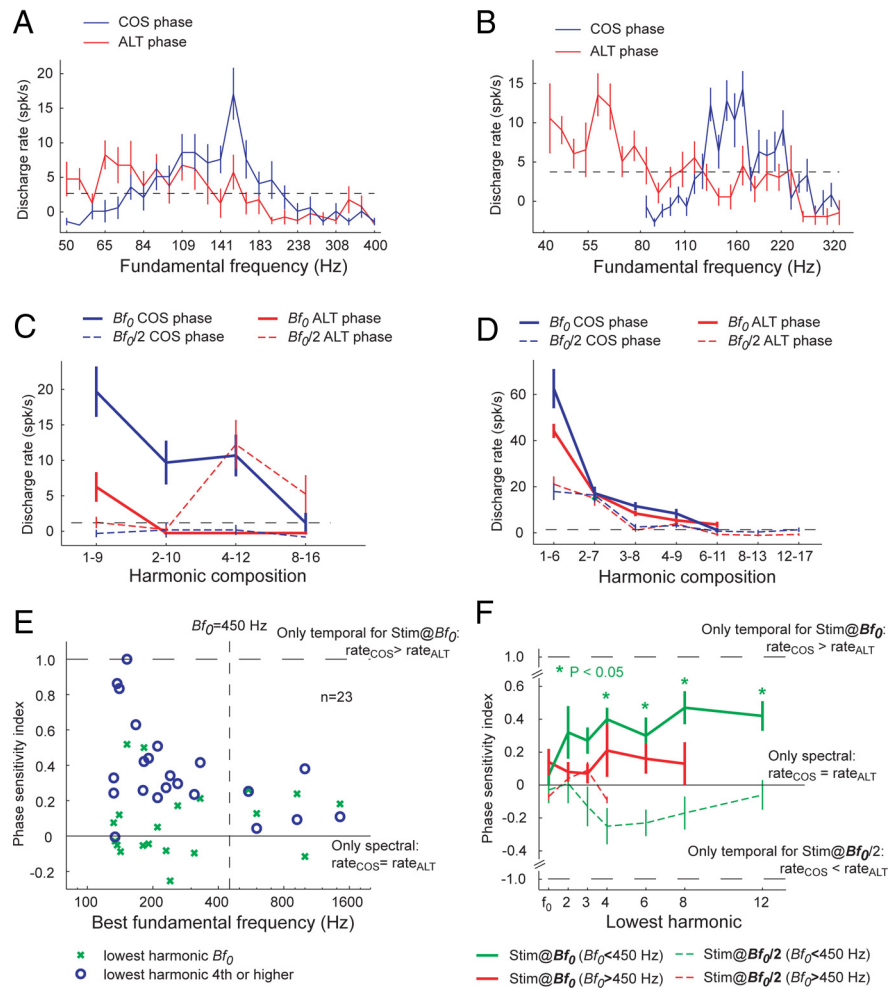 A
COS phase
ALT phase
Discharge rate (spk/s)
20
15
10
5
0
50 65 84 109 141 183 238 308 400
Fundamental frequency (Hz)
B
COS phase
ALT phase
Discharge rate (spk/s)
15
10
5
0
40 55 80 110 160 220 320
Fundamental frequency (Hz)
C
Bf0 COS phase
Bf0 ALT phase
Bf0/2 COS phase
Bf0/2 ALT phase
Discharge rate (spk/s)
20
15
10
5
0
1-9 2-10 4-12 8-16
Harmonic composition
D
Bf0 COS phase
Bf0 ALT phase
Bf0/2 COS phase
Bf0/2 ALT phase
Discharge rate (spk/s)
60
40
20
0
1-6 2-7 3-8 4-9 6-11 8-13 12-17
Harmonic composition
E
Bf0=450 Hz
Only temporal for Stim@Bf0:
rateCOS> rateALT
n=23
Phase sensitivity index
1.0
0.8
0.6
0.4
0.2
0
-0.2
Only spectral:
rateCOS= rateALT
100 200 400 800 1600
Best fundamental frequency (Hz)
lowest harmonic Bf0
lowest harmonic 4th or higher
F
Only temporal for Stim@Bf0:
rateCOS > rateALT
* P < 0.05
* * * *
Phase sensitivity index
1.0
0.6
0.4
0.2
0
-0.2
-0.4
-1.0
Only spectral:
rateCOS = rateALT
Only temporal for Stim@Bf0/2:
rateCOS < rateALT
f0 2 3 4 6 8 12
Lowest harmonic
Stim@Bf0 (Bf0<450 Hz)
Stim@Bf0/2 (Bf0<450 Hz)
Stim@Bf0 (Bf0>450 Hz)
Stim@Bf0/2 (Bf0>450 Hz)